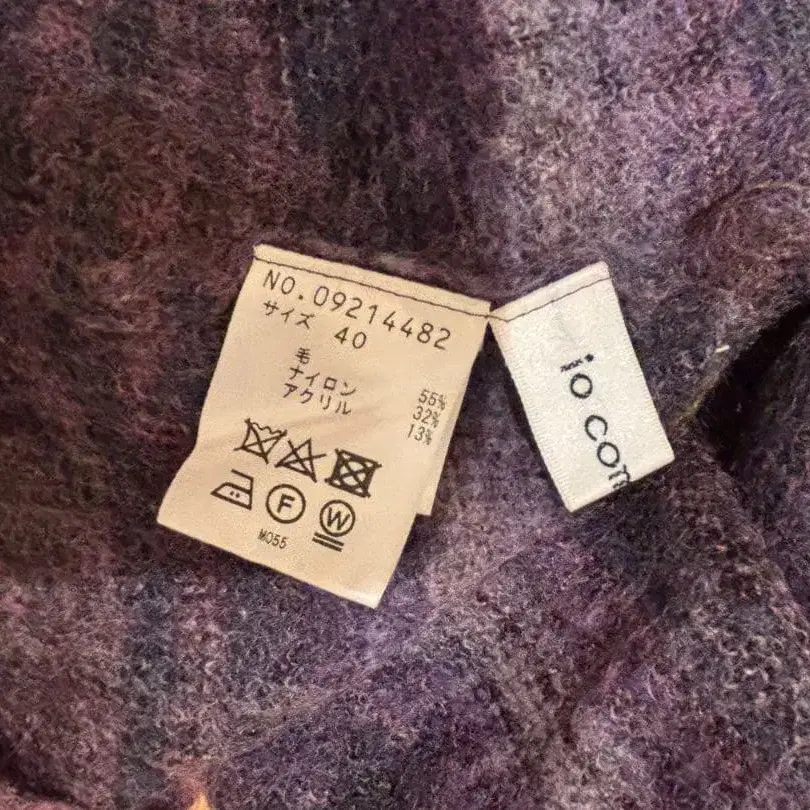 NO.09214482
サイズ 40
毛 55%
ナイロン 32%
アクリル 13%
F W
M055
io com